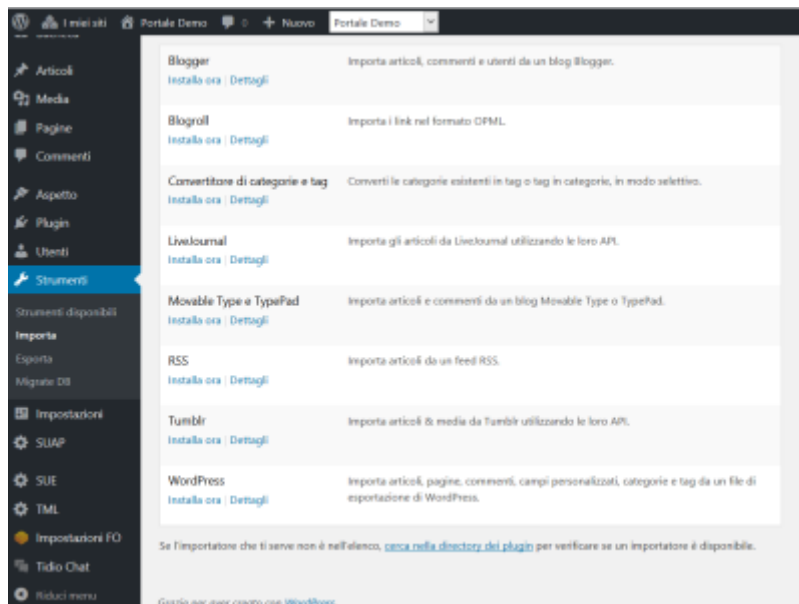 I miei siti Portale Demo 0 + Nuovo Portale Demo
Articoli
Media
Pagine
Commenti
Aspetto
Plugin
Utenti
Strumenti
Strumenti disponibili
Importa
Esporta
Migrate DB
Impostazioni
SUAP
SUE
TML
Impostazioni FO
Tidio Chat
Riduci menu
Blogger Importa articoli, commenti e utenti da un blog Blogger.
Installa ora | Dettagli
Blogroll Importa i link nel formato OPML.
Installa ora | Dettagli
Convertitore di categorie e tag Converti le categorie esistenti in tag o tag in categorie, in modo selettivo.
Installa ora | Dettagli
LiveJournal Importa gli articoli da LiveJournal utilizzando le loro API.
Installa ora | Dettagli
Movable Type e TypePad Importa articoli e commenti da un blog Movable Type o TypePad.
Installa ora | Dettagli
RSS Importa articoli da un feed RSS.
Installa ora | Dettagli
Tumblr Importa articoli & media da Tumblr utilizzando le loro API.
Installa ora | Dettagli
WordPress Importa articoli, pagine, commenti, campi personalizzati, categorie e tag da un file di
esportazione di WordPress.
Installa ora | Dettagli
Se l'importatore che ti serve non è nell'elenco, cerca nella directory dei plugin per verificare se un importatore è disponibile.
Grazie per aver creato con WordPress